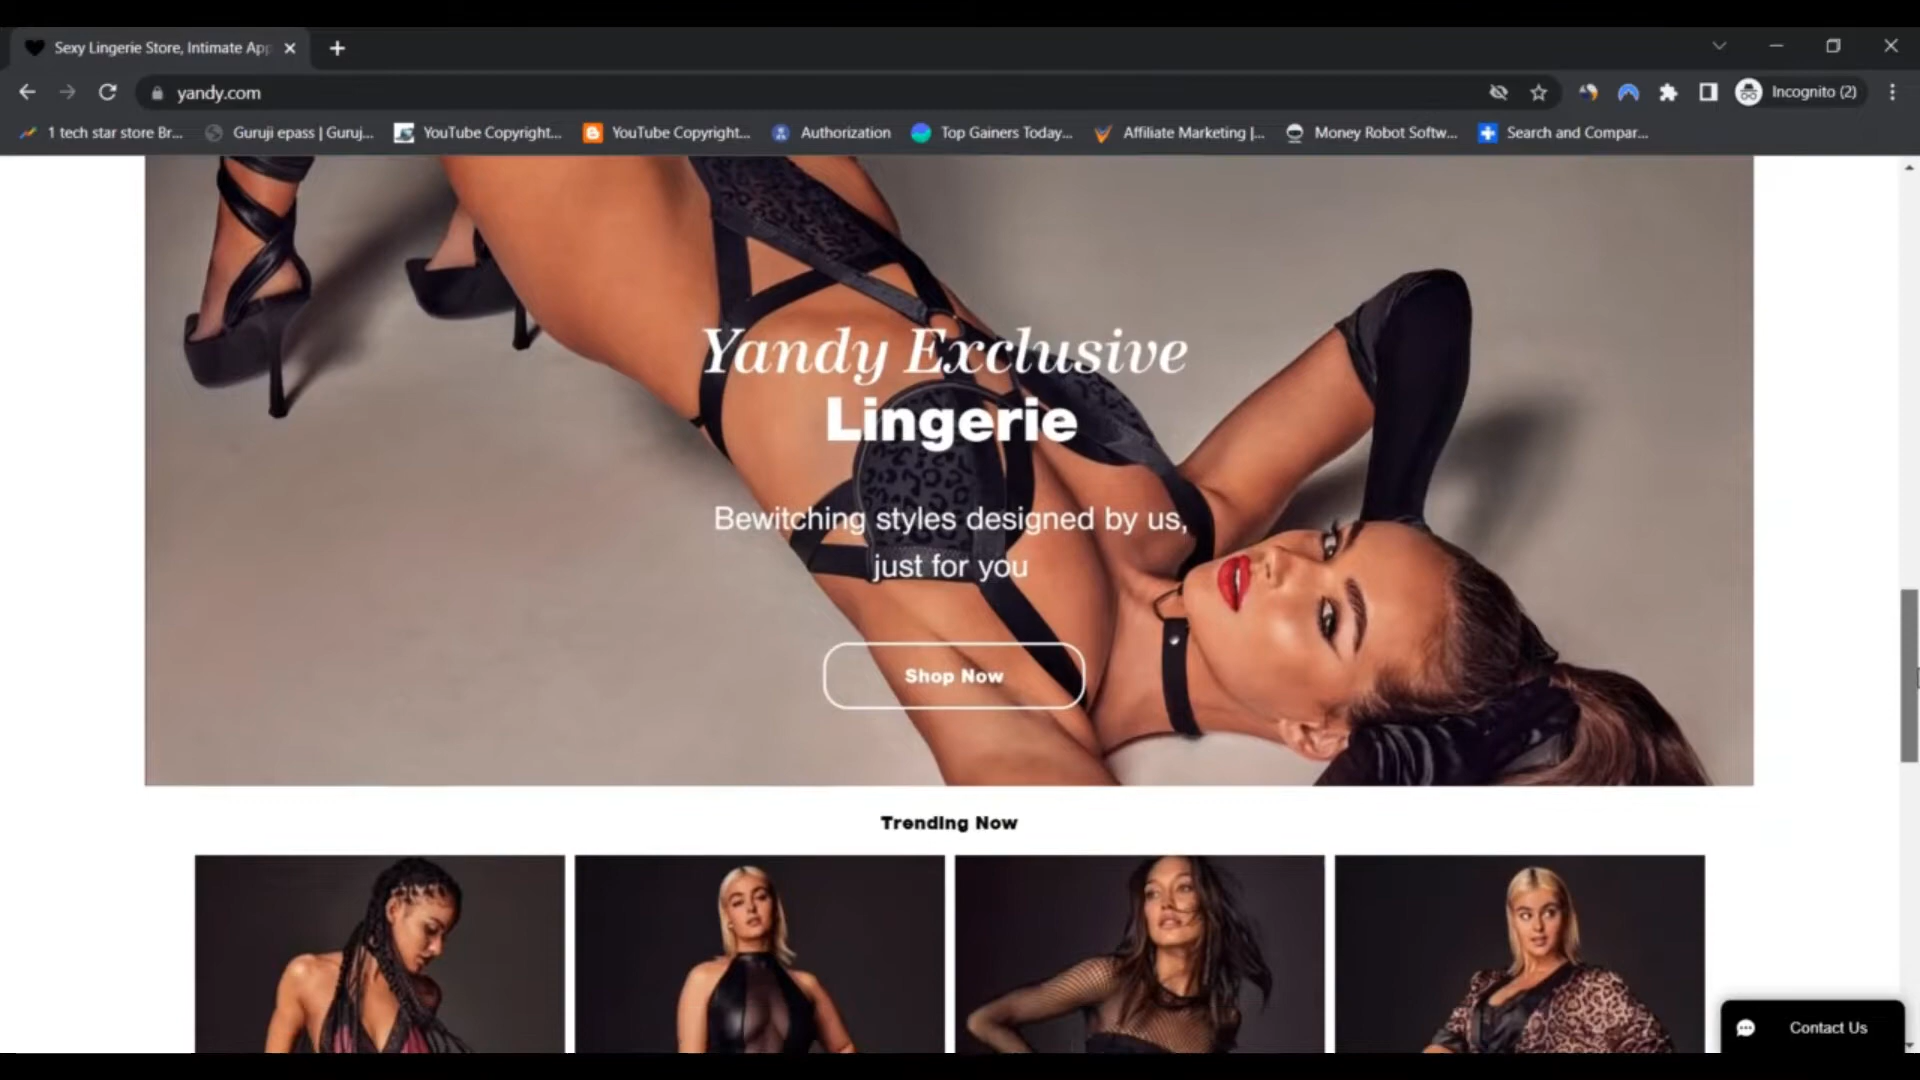 Sexy Lingerie Store, Intimate App
yandy.com
Incognito (2)
1 tech star store Br...
Guruji epass | Guruj...
YouTube Copyright...
YouTube Copyright...
Authorization
Top Gainers Today...
Affiliate Marketing |...
Money Robot Softw...
Search and Compar...
Yandy Exclusive
Lingerie
Bewitching styles designed by us,
just for you
Shop Now
Trending Now
Contact Us